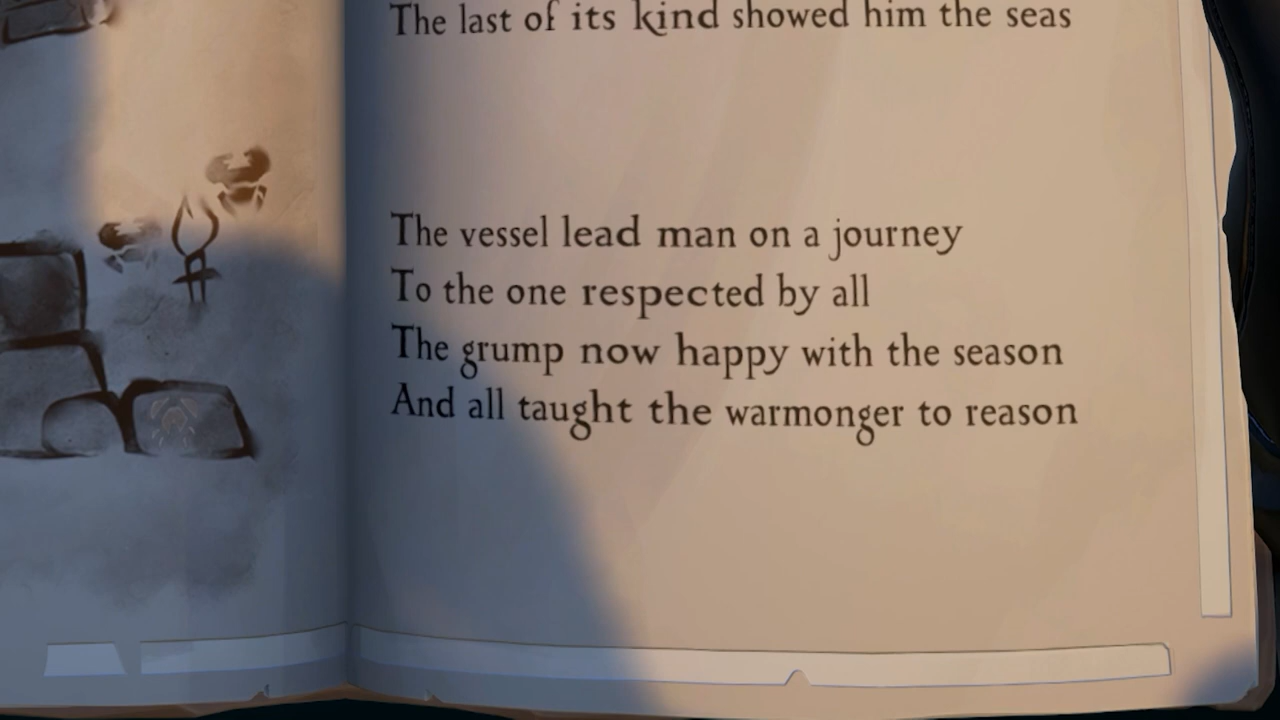 The last of its kind showed him the seas
The vessel lead man on a journey
To the one respected by all
The grump now happy with the season
And all taught the warmonger to reason